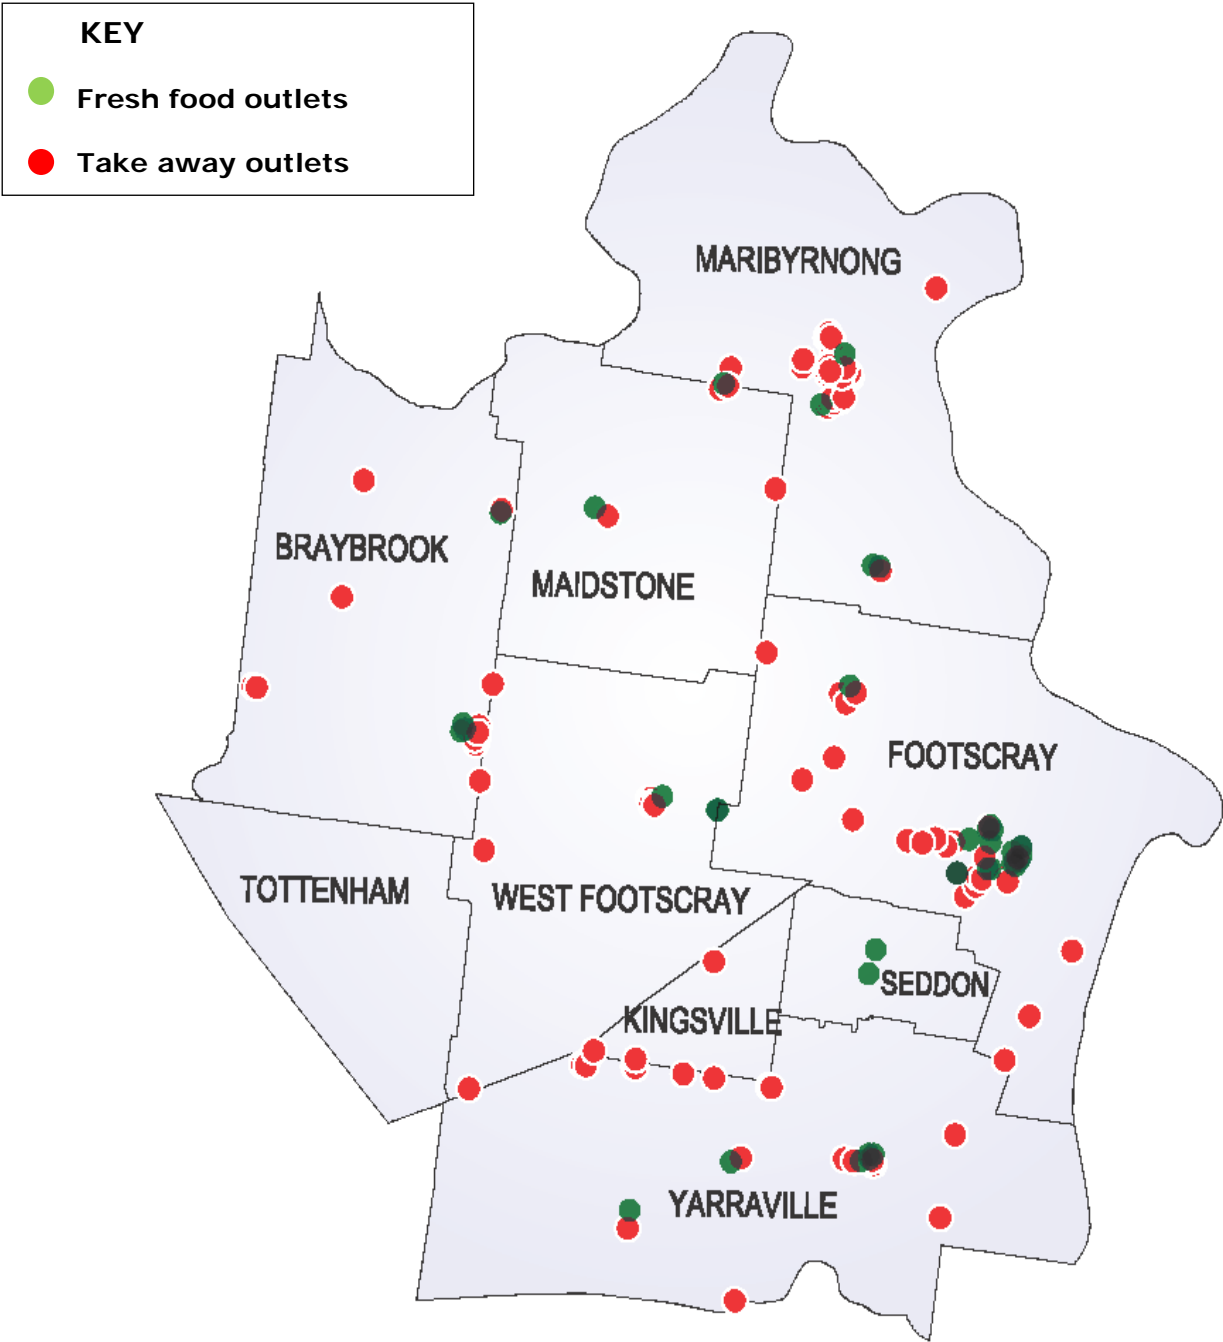 KEY
Fresh food outlets
Take away outlets
MARIBYRNONG
BRAYBROOK
MAIDSTONE
FOOTSCRAY
TOTTENHAM
WEST FOOTSCRAY
SEDDON
KINGSVILLE
YARRAVILLE